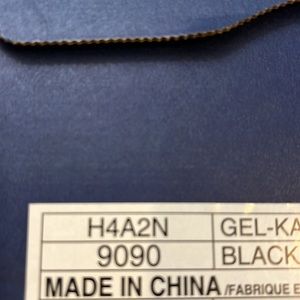 H4A2N GEL-KA
9090 BLACK
MADE IN CHINA /FABRIQUE E